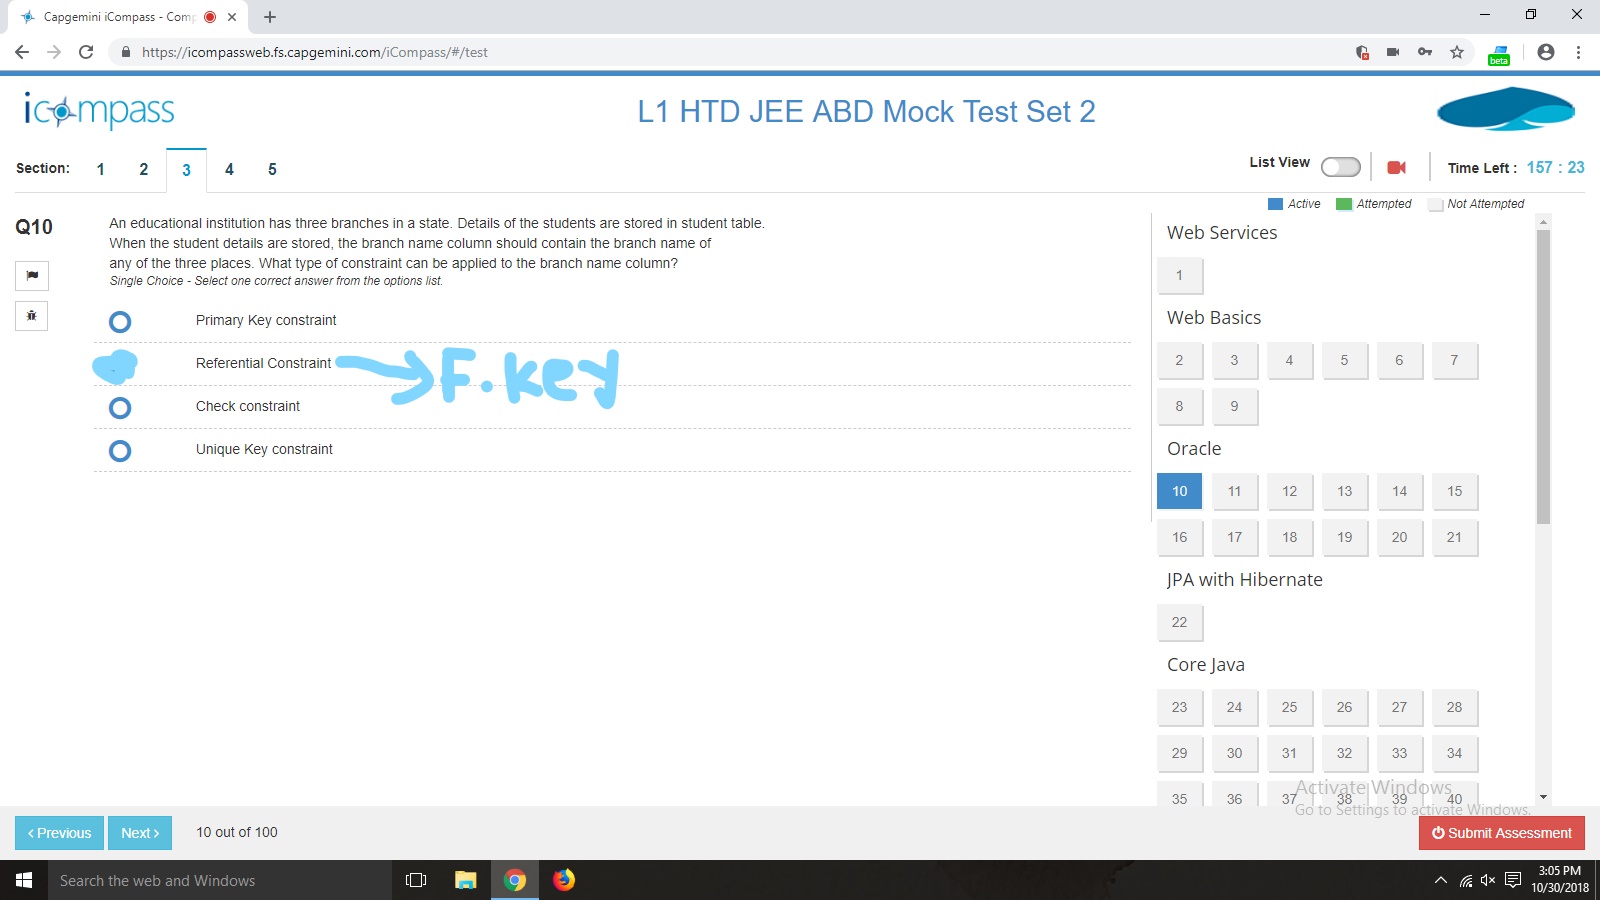 Capgemini iCompass - Comp
https://icompassweb.fs.capgemini.com/iCompass/#/test
beta
icompass
L1 HTD JEE ABD Mock Test Set 2
Section: 1 2 3 4 5
List View
Time Left : 157 : 23
Active Attempted Not Attempted
Q10
An educational institution has three branches in a state. Details of the students are stored in student table.
When the student details are stored, the branch name column should contain the branch name of
any of the three places. What type of constraint can be applied to the branch name column?
Single Choice - Select one correct answer from the options list.
Primary Key constraint
Referential Constraint F. key
Check constraint
Unique Key constraint
Web Services
1
Web Basics
2 3 4 5 6 7
8 9
Oracle
10 11 12 13 14 15
16 17 18 19 20 21
JPA with Hibernate
22
Core Java
23 24 25 26 27 28
29 30 31 32 33 34
35 36 37 38 39 40
Activate Windows
Go to Settings to activate Windows.
Previous Next 10 out of 100
Submit Assessment
Search the web and Windows
3:05 PM
10/30/2018